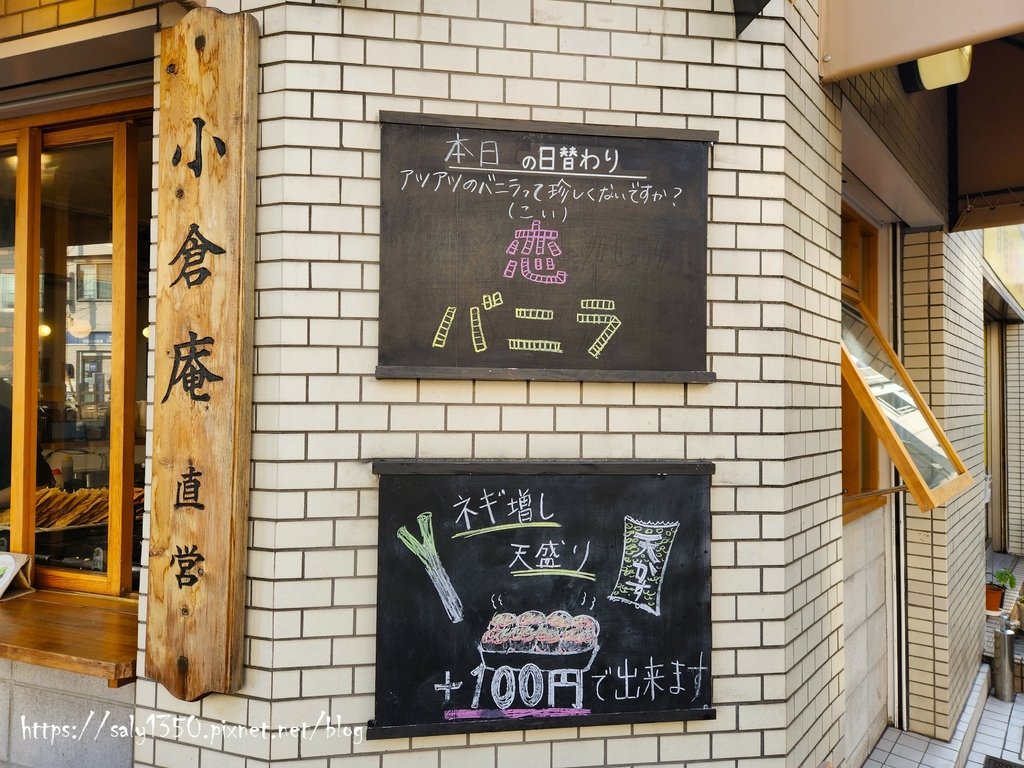 小倉庵直営
本日の日替わり
アツアツのバニラって珍しくないですか?
(こい)
恋
バニラ
ネギ増し
天盛り
天かす
+100円で出来ます
https://saly1350.pixnet.net/blog